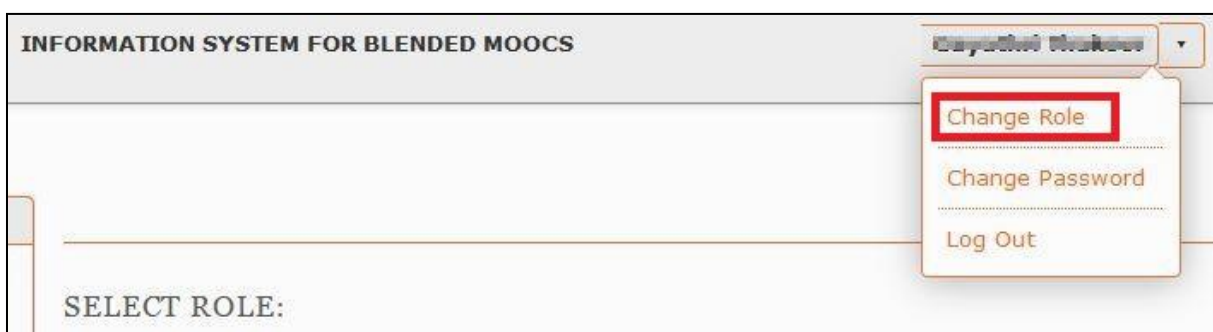 INFORMATION SYSTEM FOR BLENDED MOOCS
Change Role
Change Password
Log Out
SELECT ROLE: